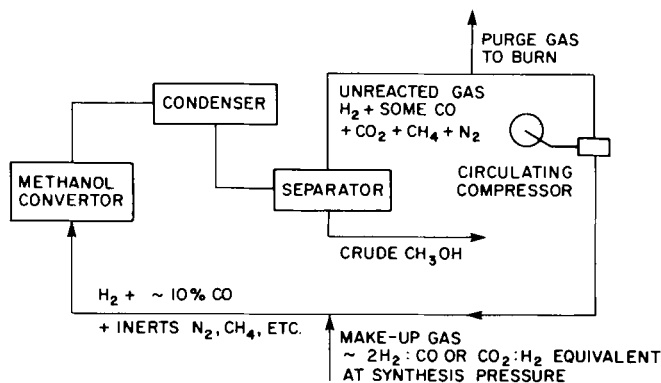 PURGE GAS
TO BURN
CONDENSER
UNREACTED GAS
H₂ + SOME CO
+ CO₂ + CH₄ + N₂
METHANOL
CONVERTOR
SEPARATOR
CIRCULATING
COMPRESSOR
CRUDE CH₃OH
H₂ + ~ 10% CO
+ INERTS N₂, CH₄, ETC.
MAKE-UP GAS
~ 2H₂ : CO OR CO₂ : H₂ EQUIVALENT
AT SYNTHESIS PRESSURE